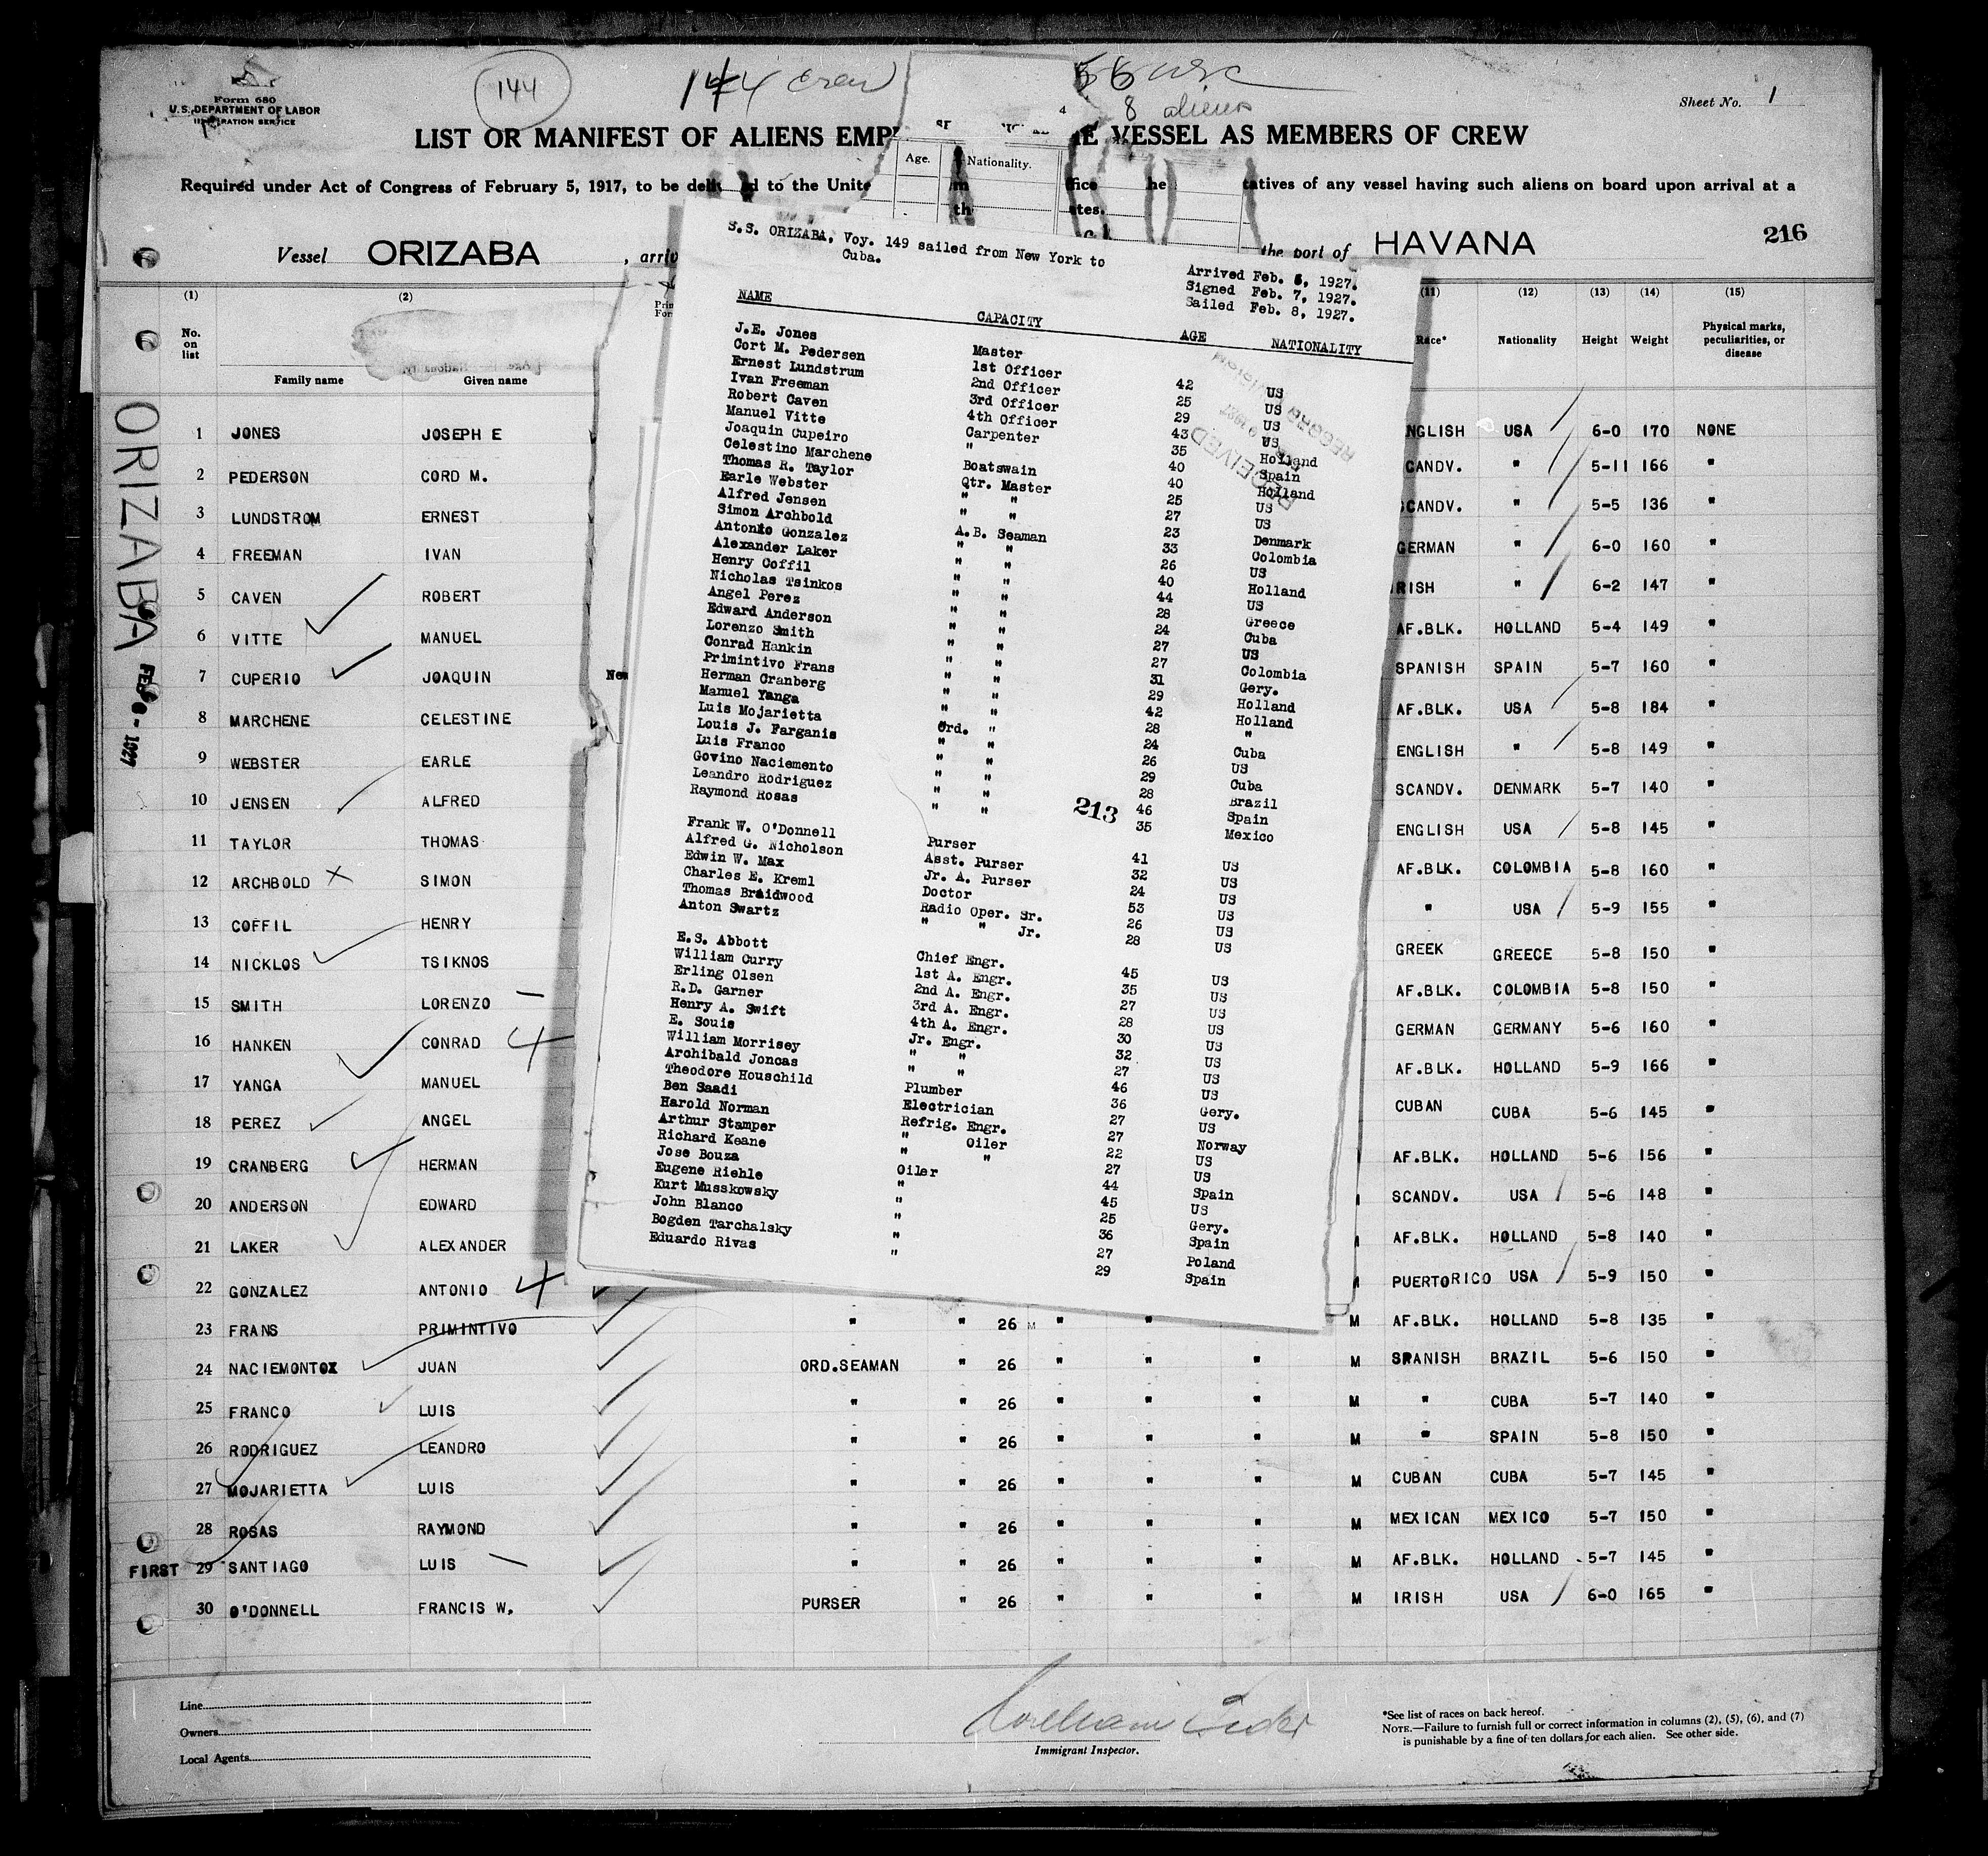 144
144 crew
8 aliens
Form 680
U.S. DEPARTMENT OF LABOR
Sheet No. 1
LIST OR MANIFEST OF ALIENS EMP VESSEL AS MEMBERS OF CREW
Age. Nationality.
Required under Act of Congress of February 5, 1917, to be to the Unite tatives of any vessel having such aliens on board upon arrival at a
Vessel ORIZABA , arriv the port of HAVANA 216
(1) (2) (11) (12) (13) (14) (15)
No. on list Family name Given name Race* Nationality Height Weight Physical marks, peculiarities, or disease
ORIZABA
1 JONES JOSEPH E NGLISH USA 6-0 170 NONE
2 PEDERSON CORD M. CANDV. " 5-11 166 "
3 LUNDSTROM ERNEST CANDV. " 5-5 136 "
4 FREEMAN IVAN GERMAN " 6-0 160 "
5 CAVEN ROBERT RISH " 6-2 147 "
6 VITTE MANUEL AF.BLK. HOLLAND 5-4 149 "
7 CUPERIO JOAQUIN SPANISH SPAIN 5-7 160 "
8 MARCHENE CELESTINE AF.BLK. USA 5-8 184 "
9 WEBSTER EARLE ENGLISH " 5-8 149 "
10 JENSEN ALFRED SCANDV. DENMARK 5-7 140 "
11 TAYLOR THOMAS ENGLISH USA 5-8 145 "
12 ARCHBOLD SIMON AF.BLK. COLOMBIA 5-8 160 "
13 COFFIL HENRY " USA 5-9 155 "
14 NICKLOS TSIKNOS GREEK GREECE 5-8 150 "
15 SMITH LORENZO AF.BLK. COLOMBIA 5-8 150 "
16 HANKEN CONRAD GERMAN GERMANY 5-6 160 "
17 YANGA MANUEL AF.BLK. HOLLAND 5-9 166 "
18 PEREZ ANGEL CUBAN CUBA 5-6 145 "
19 CRANBERG HERMAN AF.BLK. HOLLAND 5-6 156 "
20 ANDERSON EDWARD SCANDV. USA 5-6 148 "
21 LAKER ALEXANDER AF.BLK. HOLLAND 5-8 140 "
22 GONZALEZ ANTONIO PUERTORICO USA 5-9 150 "
23 FRANS PRIMINTIVO " " 26 M " " M AF.BLK. HOLLAND 5-8 135 "
24 NACIEMONTOX JUAN ORD.SEAMAN " 26 " " " M SPANISH BRAZIL 5-6 150 "
25 FRANCO LUIS " " 26 " " " M " CUBA 5-7 140 "
26 RODRIGUEZ LEANDRO " " 26 " " " M " SPAIN 5-8 150 "
27 MOJARIETTA LUIS " " 26 " " " M CUBAN CUBA 5-7 145 "
28 ROSAS RAYMOND " " 26 " " " M MEXICAN MEXICO 5-7 150 "
FIRST 29 SANTIAGO LUIS " 26 " " " M AF.BLK. HOLLAND 5-7 145 "
30 O'DONNELL FRANCIS W. PURSER " 26 " " " M IRISH USA 6-0 165 "
S.S. ORIZABA, Voy. 149 sailed from New York to
Cuba.
Arrived Feb. 5, 1927.
Signed Feb. 7, 1927.
Sailed Feb. 8, 1927.
NAME CAPACITY AGE NATIONALITY
J.E. Jones Master 42 US
Cort M. Pedersen 1st Officer 25 US
Ernest Lundstrum 2nd Officer 29 US
Ivan Freeman 3rd Officer 43 US
Robert Caven 4th Officer 35 Holland
Manuel Vitte Carpenter 40 Spain
Joaquin Cupeiro " 40 Holland
Celestino Marchene Boatswain 25 US
Thomas R. Taylor Qtr. Master 27 US
Earle Webster " " 23 Denmark
Alfred Jensen " " 33 Colombia
Simon Archbold A.B. Seaman 26 US
Antonio Gonzalez " " 40 Holland
Alexander Laker " " 44 US
Henry Coffil " " 28 Greece
Nicholas Tsinkos " " 24 Cuba
Angel Perez " " 27 US
Edward Anderson " " 27 Colombia
Lorenzo Smith " " 31 Gery.
Conrad Hankin " " 29 Holland
Primintivo Frans " " 42 Holland
Herman Cranberg " " 28 "
Manuel Yanga " " 24 Cuba
Luis Mojarietta Ord. " 26 US
Louis J. Farganis " " 29 Cuba
Luis Franco " " 28 Brazil
Govino Naciemento " " 46 Spain
Leandro Rodriguez " " 35 Mexico
Raymond Rosas " "
213
Frank W. O'Donnell Purser 41 US
Alfred G. Nicholson Asst. Purser 32 US
Edwin W. Max Jr. A. Purser 24 US
Charles E. Kreml Doctor 53 US
Thomas Braidwood Radio Oper. Sr. 26 US
Anton Swartz " " Jr. 28 US
E.S. Abbott Chief Engr. 45 US
William Curry 1st A. Engr. 35 US
Erling Olsen 2nd A. Engr. 27 US
R.D. Garner 3rd A. Engr. 28 US
Henry A. Swift 4th A. Engr. 30 US
E. Souis Jr. Engr. 32 US
William Morrisey " " 27 US
Archibald Joncas " " 46 US
Theodore Houschild Plumber 36 Gery.
Ben Saadi Electrician 27 US
Harold Norman Refrig. Engr. 27 Norway
Arthur Stamper " Oiler 22 US
Richard Keane " " 27 US
Jose Bouza Oiler 44 Spain
Eugene Riehle " 45 US
Kurt Musskowsky " 25 Gery.
John Blanco " 36 Spain
Bogden Tarchalsky " 27 Poland
Eduardo Rivas " 29 Spain
RECEIVED
Line
Owners
Local Agents
Immigrant Inspector.
*See list of races on back hereof.
NOTE.—Failure to furnish full or correct information in columns (2), (5), (6), and (7)
is punishable by a fine of ten dollars for each alien. See other side.